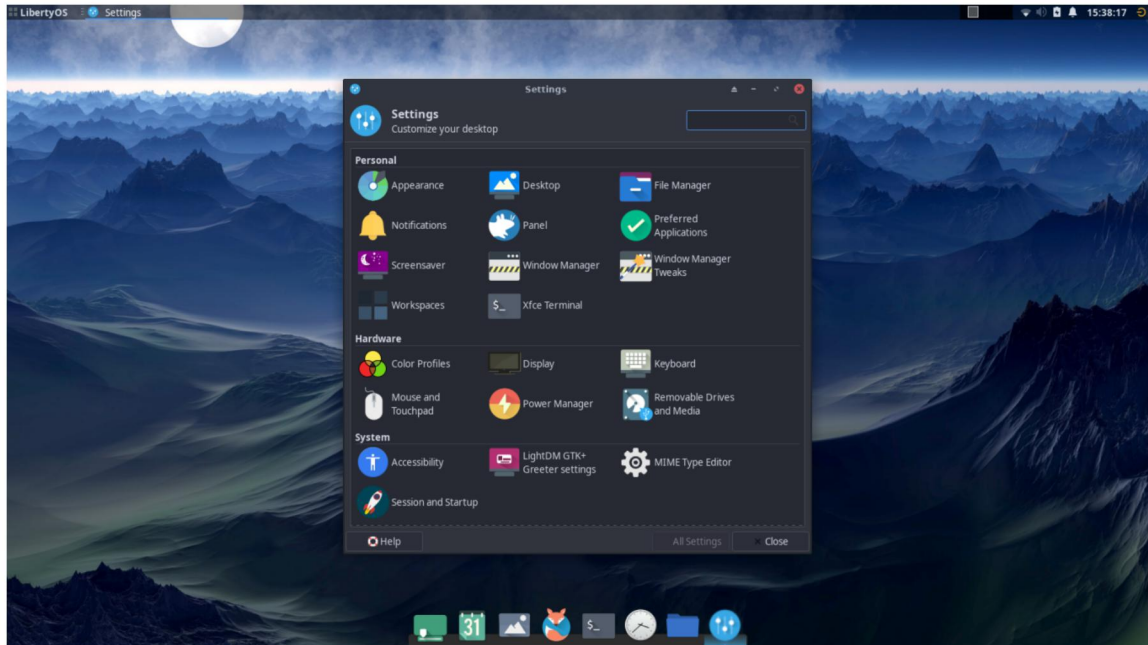 LibertyOS
Settings
15:38:17
Settings
Settings
Customize your desktop
Personal
Appearance
Desktop
File Manager
Notifications
Panel
Preferred
Applications
Screensaver
Window Manager
Window Manager
Tweaks
Workspaces
$_
Xfce Terminal
Hardware
Color Profiles
Display
Keyboard
Mouse and
Touchpad
Power Manager
Removable Drives
and Media
System
Accessibility
LightDM GTK+
Greeter settings
MIME Type Editor
Session and Startup
Help
All Settings
Close
31
$_